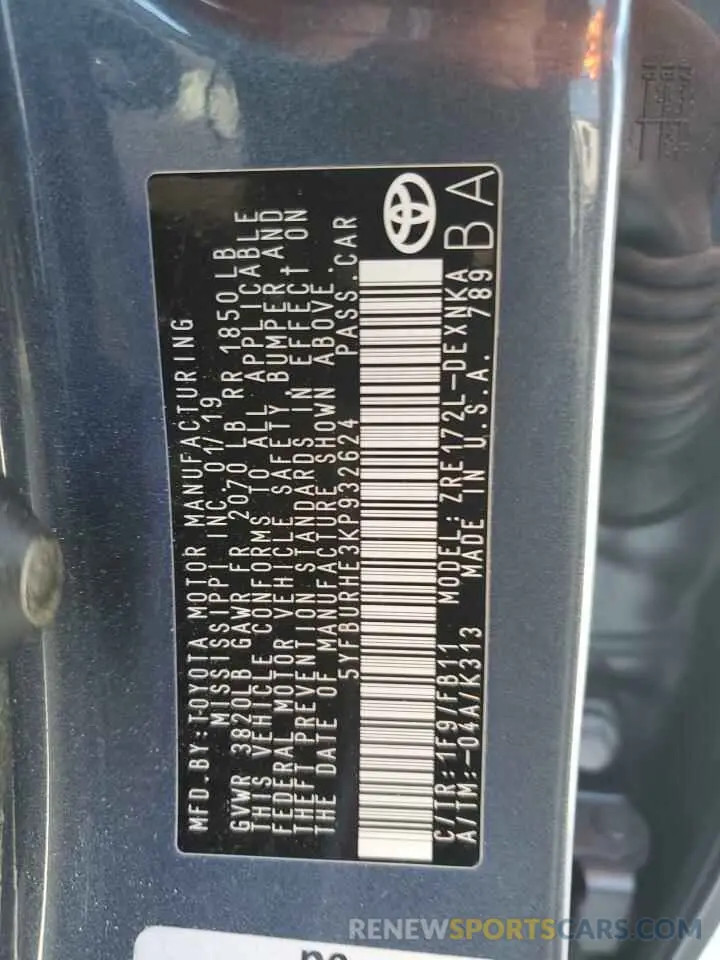 MFD.BY:TOYOTA MOTOR MANUFACTURING
MISSISSIPPI INC. 01/19
GVWR 3820LB GAWR FR 2070 LB RR 1850LB
THIS VEHICLE CONFORMS TO ALL APPLICABLE
FEDERAL MOTOR VEHICLE SAFETY, BUMPER, AND
THEFT PREVENTION STANDARDS IN EFFECT ON
THE DATE OF MANUFACTURE SHOWN ABOVE.
5YFBURHE3KP932624 PASS.CAR
C/TR: 1F9/FB11 MODEL: ZRE172L-DEXNKA
A/TM:-04A/K313 MADE IN U.S.A. 789
BA
RENEWSPORTSCARS.COM